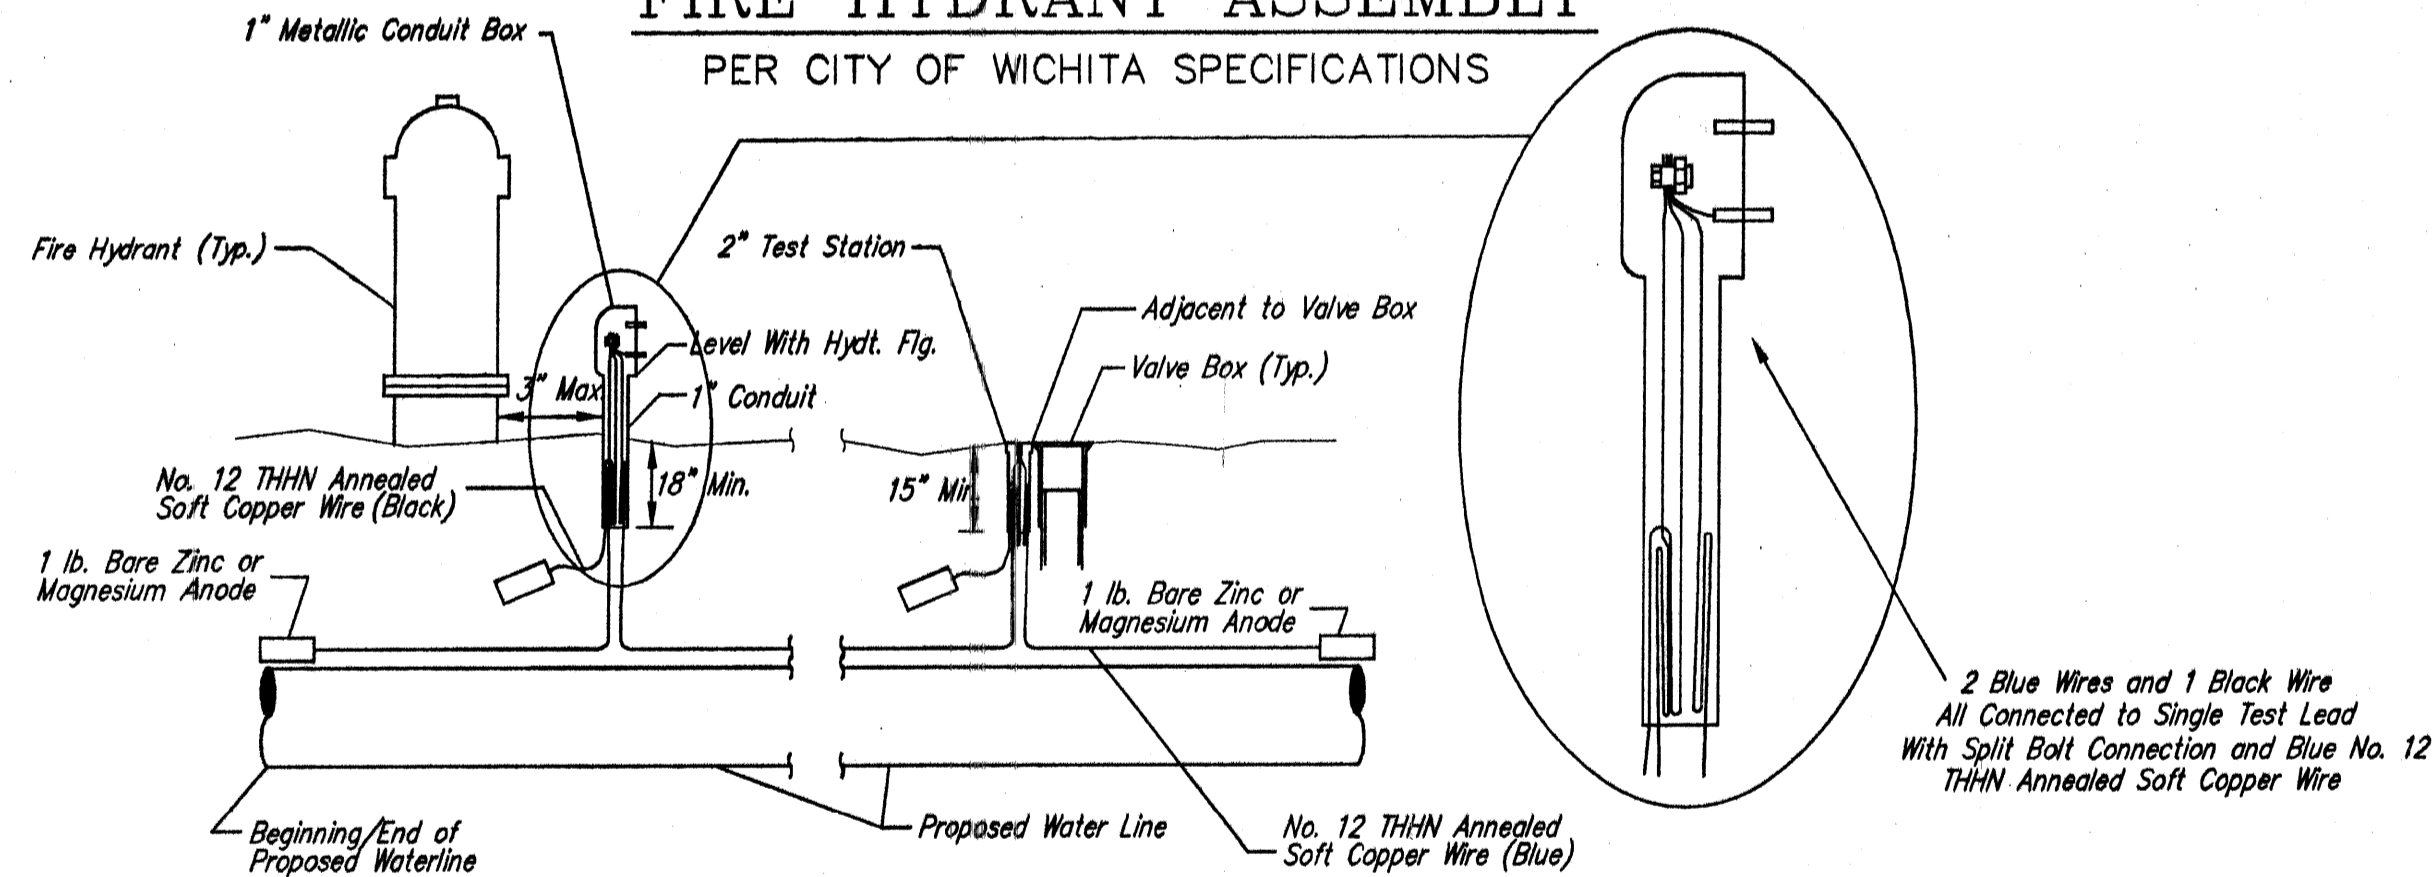 FIRE HYDRANT ASSEMBLY
PER CITY OF WICHITA SPECIFICATIONS
1" Metallic Conduit Box
Fire Hydrant (Typ.)
2" Test Station
Adjacent to Valve Box
Level With Hydt. Flg.
Valve Box (Typ.)
3" Max.
1" Conduit
No. 12 THHN Annealed
Soft Copper Wire (Black)
18" Min.
15" Min.
1 lb. Bare Zinc or
Magnesium Anode
1 lb. Bare Zinc or
Magnesium Anode
2 Blue Wires and 1 Black Wire
All Connected to Single Test Lead
With Split Bolt Connection and Blue No. 12
THHN Annealed Soft Copper Wire
Beginning/End of
Proposed Waterline
Proposed Water Line
No. 12 THHN Annealed
Soft Copper Wire (Blue)